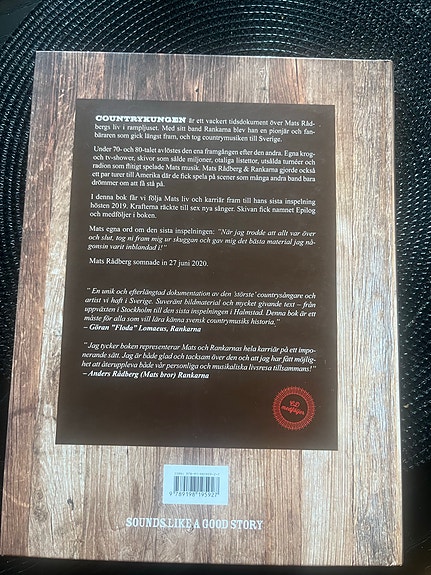 COUNTRYKUNGEN är ett vackert tidsdokument över Mats Råd-
bergs liv i rampljuset. Med sitt band Rankarna blev han en pionjär och fan-
bäraren som gick längst fram, och tog countrymusiken till Sverige.
Under 70- och 80-talet avlöstes den ena framgången efter den andra. Egna krog-
och tv-shower, skivor som sålde miljoner, otaliga listettor, utsålda turnéer och
radion som flitigt spelade Mats musik. Mats Rådberg & Rankarna gjorde också
ett par turer till Amerika där de fick spela på scener som många andra band bara
drömmer om att få stå på.
I denna bok får vi följa Mats liv och karriär fram till hans sista inspelning
hösten 2019. Krafterna räckte till sex nya sånger. Skivan fick namnet Epilog
och medföljer i boken.
Mats egna ord om den sista inspelningen: "När jag trodde att allt var över
och slut, tog ni fram mig ur skuggan och gav mig det bästa material jag nå-
gonsin varit inblandad i!"
Mats Rådberg somnade in 27 juni 2020.
"En unik och efterlängtad dokumentation av den 'störste' countrysångare och
artist vi haft i Sverige. Suveränt bildmaterial och mycket givande text – från
uppväxten i Stockholm till den sista inspelningen i Halmstad. Denna bok är ett
måste för alla som vill lära känna svensk countrymusiks historia."
– Göran "Floda" Lomaeus, Rankarna
"Jag tycker boken representerar Mats och Rankarnas hela karriär på ett impo-
nerande sätt. Jag är både glad och tacksam över den och att jag har fått möjlig-
het att återuppleva både vår personliga och musikaliska livsresa tillsammans!"
– Anders Rådberg (Mats bror) Rankarna
CD
medföljer
9 789198 195927
SOUNDS LIKE A GOOD STORY